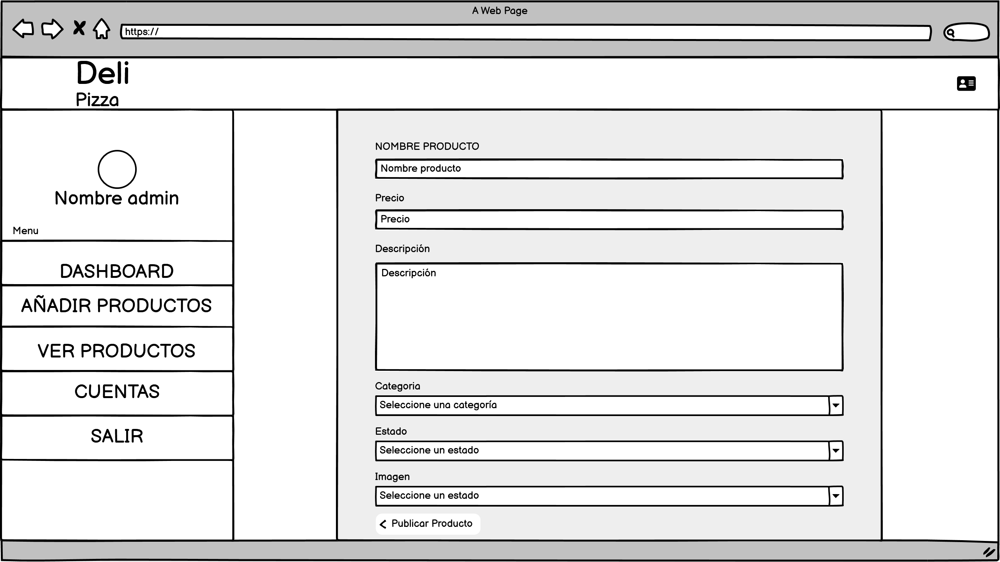 A Web Page
https://
Deli
Pizza
Nombre admin
Menu
DASHBOARD
AÑADIR PRODUCTOS
VER PRODUCTOS
CUENTAS
SALIR
NOMBRE PRODUCTO
Nombre producto
Precio
Precio
Descripción
Descripción
Categoria
Seleccione una categoría
Estado
Seleccione un estado
Imagen
Seleccione un estado
Publicar Producto